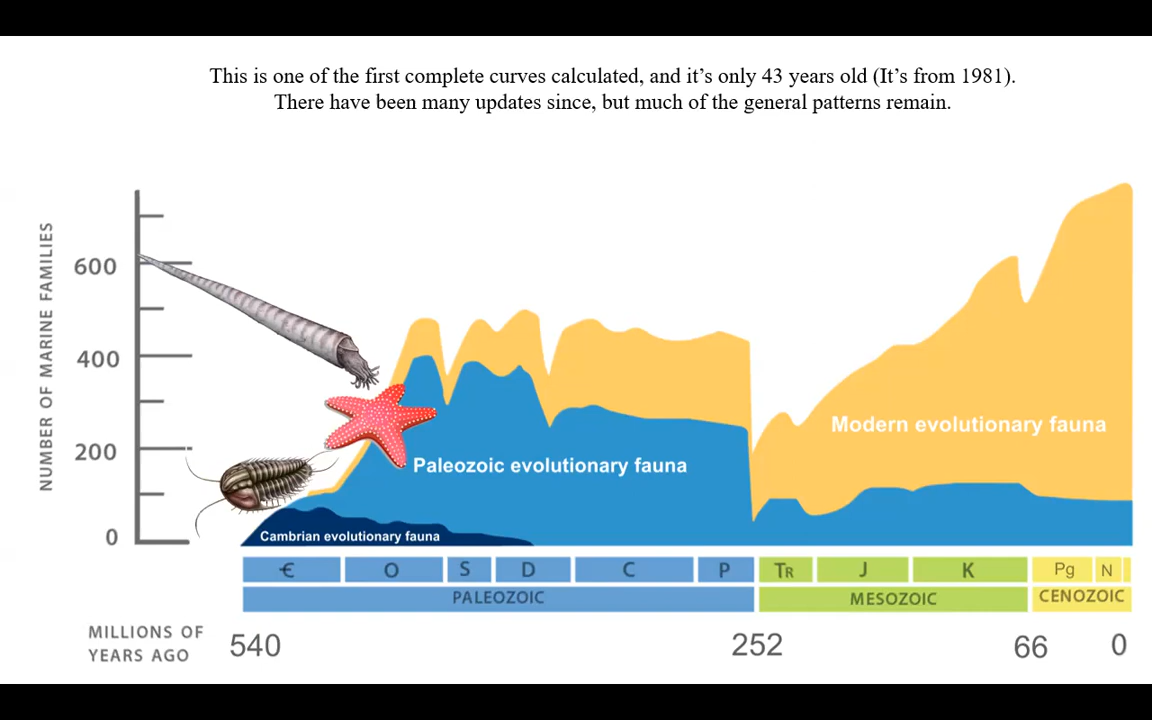 This is one of the first complete curves calculated, and it’s only 43 years old (It’s from 1981).
There have been many updates since, but much of the general patterns remain.
NUMBER OF MARINE FAMILIES
600
400
200
0
Modern evolutionary fauna
Paleozoic evolutionary fauna
Cambrian evolutionary fauna
€ O S D C P TR J K Pg N
PALEOZOIC MESOZOIC CENOZOIC
MILLIONS OF
YEARS AGO
540 252 66 0